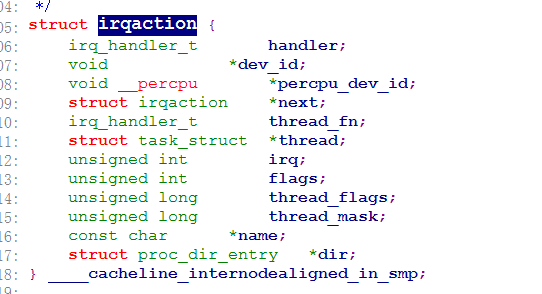 04: */
05: struct irqaction {
06: irq_handler_t handler;
07: void *dev_id;
08: void __percpu *percpu_dev_id;
09: struct irqaction *next;
10: irq_handler_t thread_fn;
11: struct task_struct *thread;
12: unsigned int irq;
13: unsigned int flags;
14: unsigned long thread_flags;
15: unsigned long thread_mask;
16: const char *name;
17: struct proc_dir_entry *dir;
18: } ____cacheline_internodealigned_in_smp;
19: